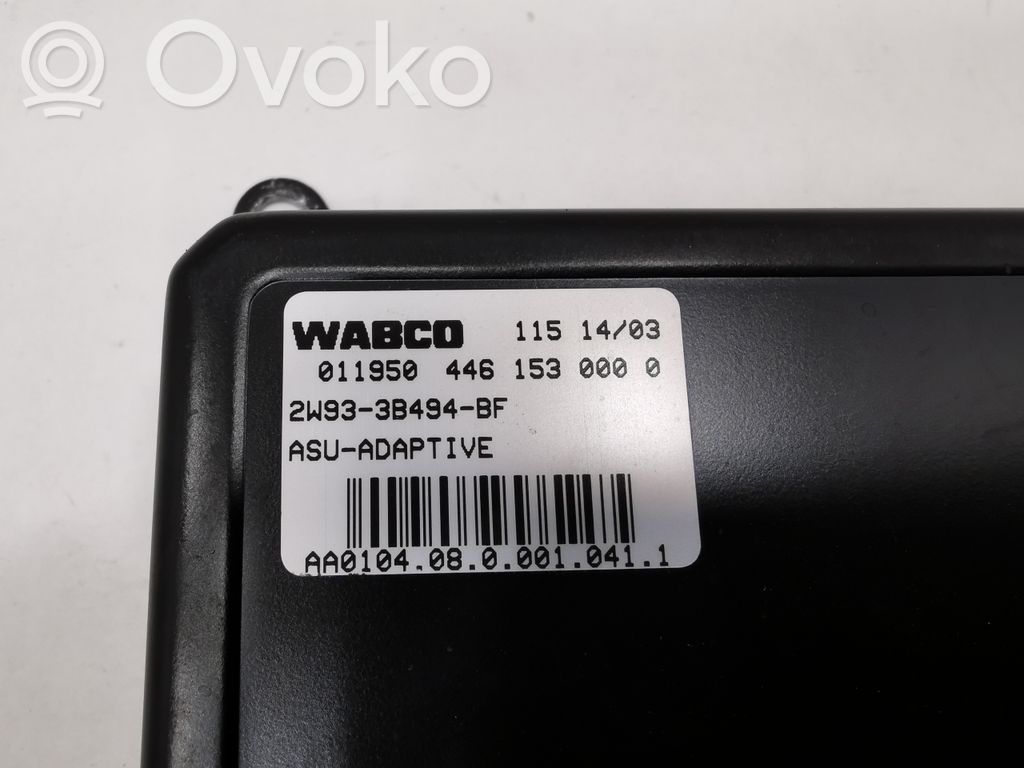 Ovoko
WABCO 115 14/03
011950 446 153 000 0
2W93-3B494-BF
ASU-ADAPTIVE
AA0104.08.0.001.041.1